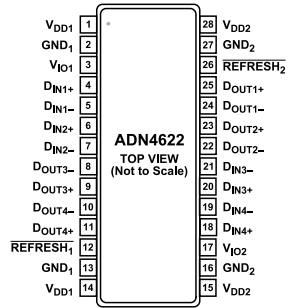 VDD1 1 28 VDD2
GND1 2 27 GND2
VIO1 3 26 REFRESH2
DIN1+ 4 25 DOUT1+
DIN1– 5 24 DOUT1–
DIN2+ 6 23 DOUT2+
DIN2– 7 22 DOUT2–
ADN4622
TOP VIEW
(Not to Scale)
DOUT3– 8 21 DIN3–
DOUT3+ 9 20 DIN3+
DOUT4– 10 19 DIN4–
DOUT4+ 11 18 DIN4+
REFRESH1 12 17 VIO2
GND1 13 16 GND2
VDD1 14 15 VDD2